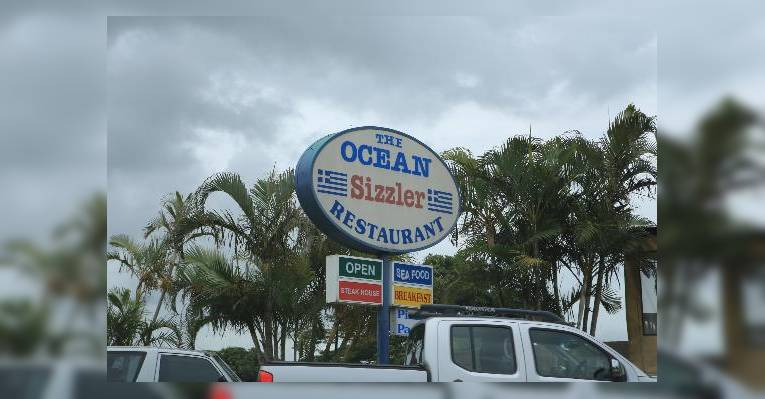 THE
OCEAN
Sizzler
RESTAURANT
OPEN
STEAK HOUSE
SEA FOOD
BREAKFAST